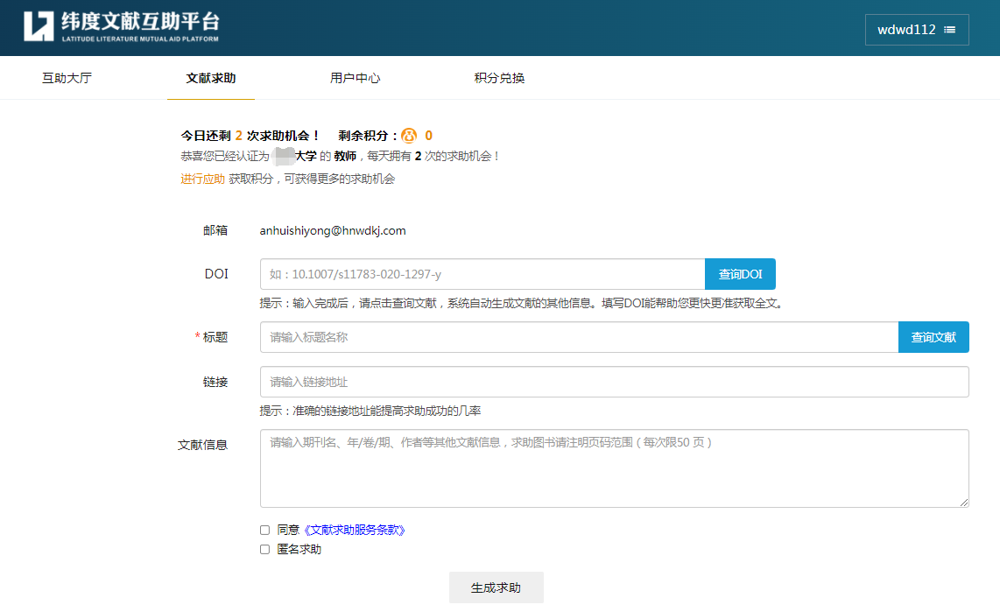 纬度文献互助平台
LATITUDE LITERATURE MUTUAL AID PLATFORM
wdwd112
互助大厅 文献求助 用户中心 积分兑换
今日还剩 2 次求助机会！ 剩余积分： 0
恭喜您已经认证为 大学 的 教师，每天拥有 2 次的求助机会！
进行应助 获取积分，可获得更多的求助机会
邮箱 anhuishiyong@hnwdkj.com
DOI 如：10.1007/s11783-020-1297-y 查询DOI
提示：输入完成后，请点击查询文献，系统自动生成文献的其他信息。填写DOI能帮助您更快更准获取全文。
*标题 请输入标题名称 查询文献
链接 请输入链接地址
提示：准确的链接地址能提高求助成功的几率
文献信息 请输入期刊名、年/卷/期、作者等其他文献信息，求助图书请注明页码范围（每次限50 页）
同意《文献求助服务条款》
匿名求助
生成求助